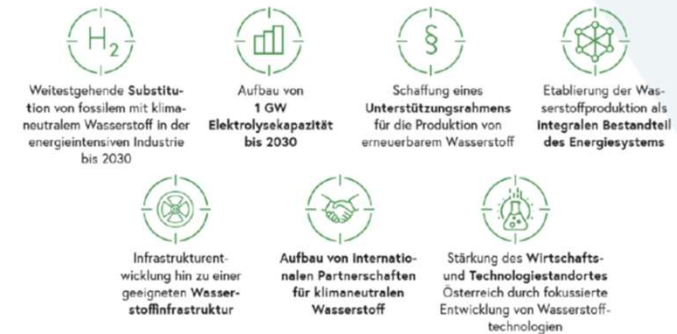 H2
§
Weitestgehende Substitu-
tion von fossilem mit klima-
neutralem Wasserstoff in der
energieintensiven Industrie
bis 2030
Aufbau von
1 GW
Elektrolysekapazität
bis 2030
Schaffung eines
Unterstützungsrahmens
für die Produktion von
erneuerbarem Wasserstoff
Etablierung der Was-
serstoffproduktion als
integralen Bestandteil
des Energiesystems
Infrastrukturent-
wicklung hin zu einer
geeigneten Wasser-
stoffinfrastruktur
Aufbau von internatio-
nalen Partnerschaften
für klimaneutralen
Wasserstoff
Stärkung des Wirtschafts-
und Technologiestandortes
Österreich durch fokussierte
Entwicklung von Wasserstoff-
technologien